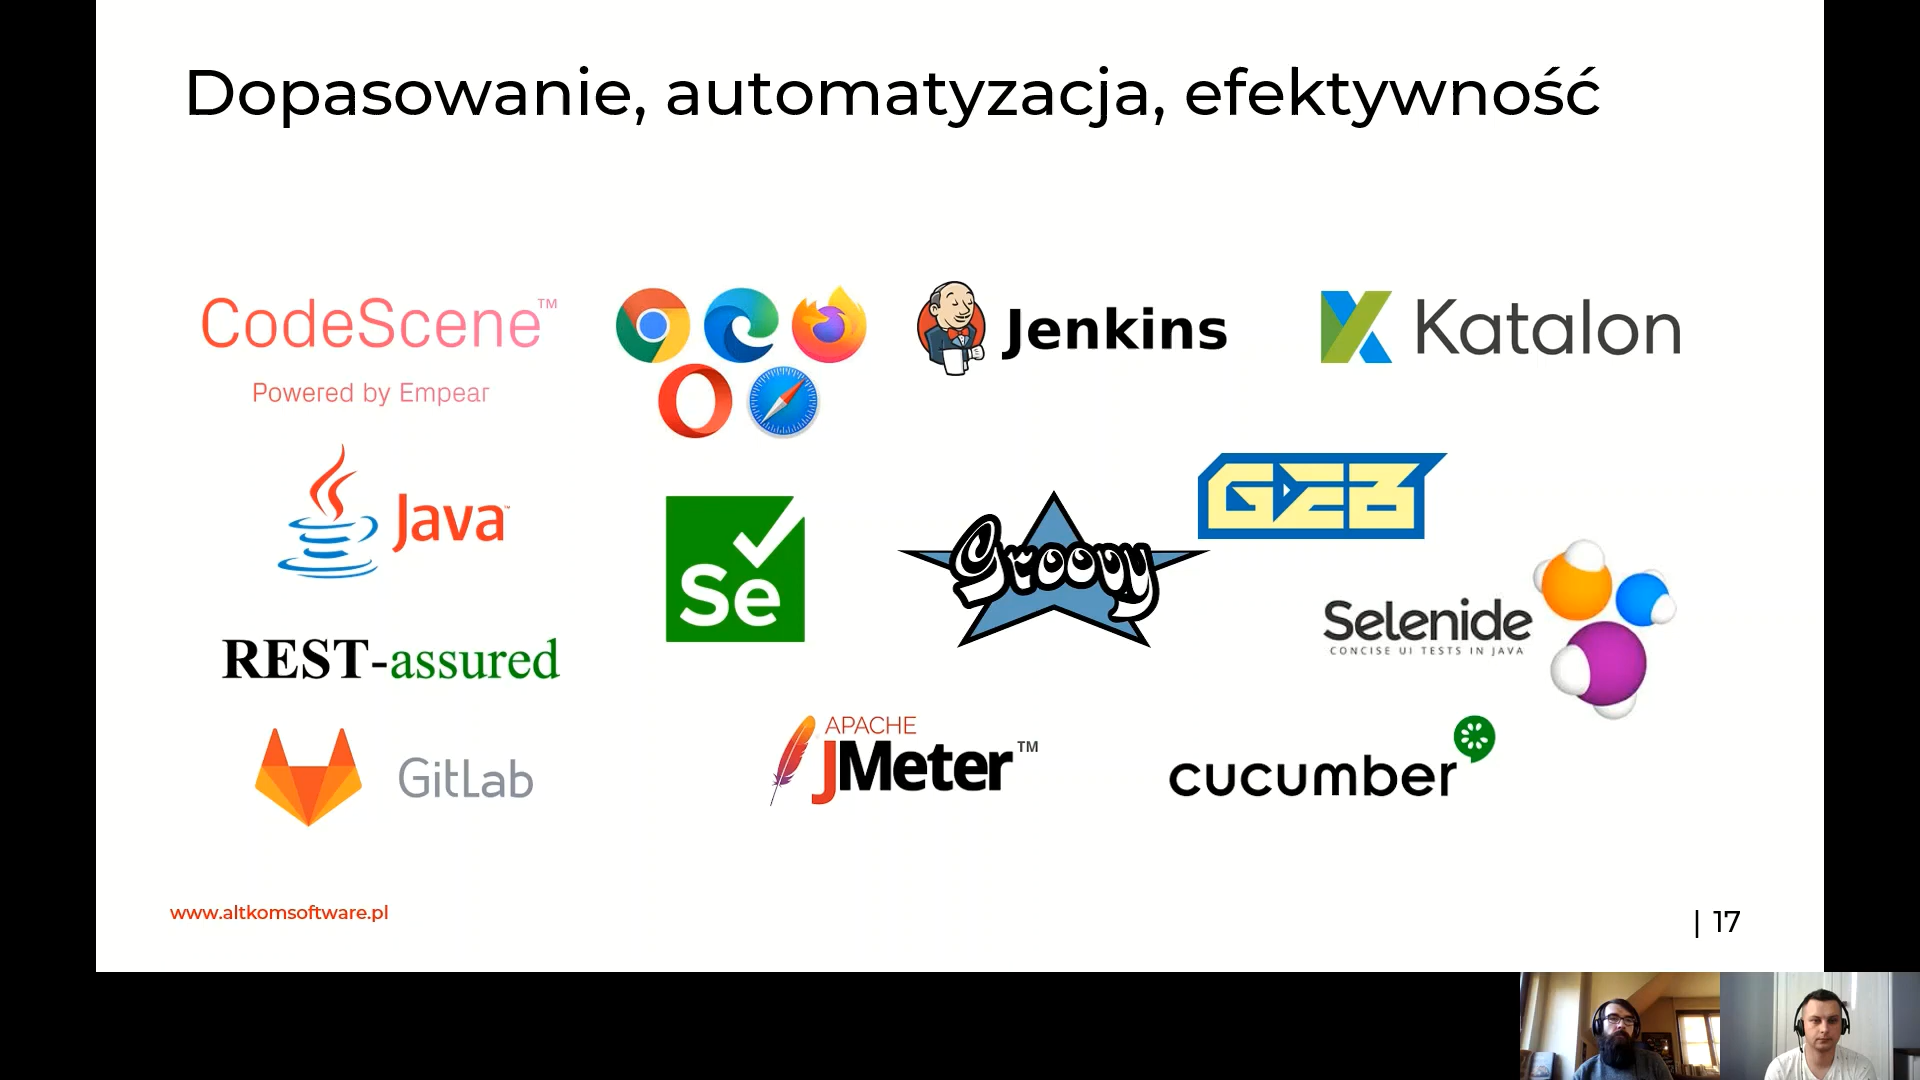 Dopasowanie, automatyzacja, efektywność
CodeScene™
Powered by Empear
Jenkins
Katalon
Java™
Se
Groovy
GEB
Selenide
CONCISE UI TESTS IN JAVA
REST-assured
GitLab
APACHE
JMeter™
cucumber
www.altkomsoftware.pl
| 17